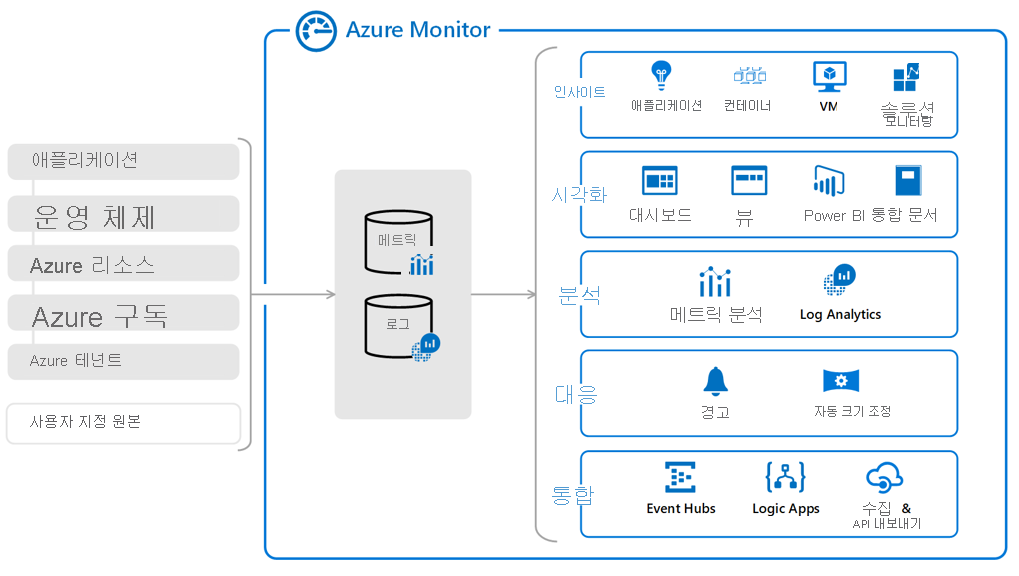 Azure Monitor
애플리케이션
운영 체제
Azure 리소스
Azure 구독
Azure 테넌트
사용자 지정 원본
메트릭
로그
인사이트
애플리케이션
컨테이너
VM
솔루션
모니터링
시각화
대시보드
뷰
Power BI 통합 문서
분석
메트릭 분석
Log Analytics
대응
경고
자동 크기 조정
통합
Event Hubs
Logic Apps
수집 &
API 내보내기